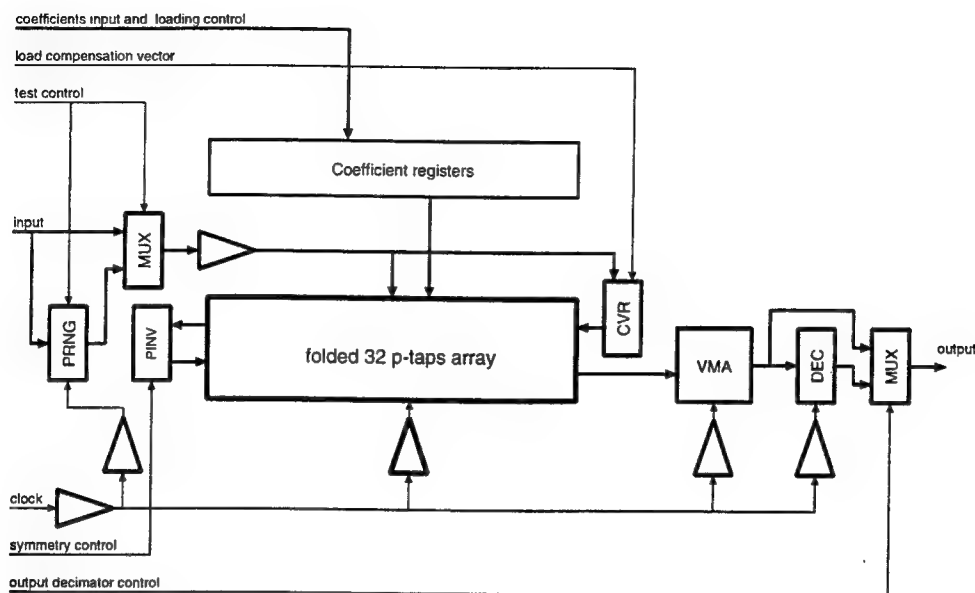 coefficients input and loading control
load compensation vector
test control
Coefficient registers
input
MUX
CVR
PRNG
PINV
folded 32 p-taps array
VMA
DEC
MUX
output
clock
symmetry control
output decimator control